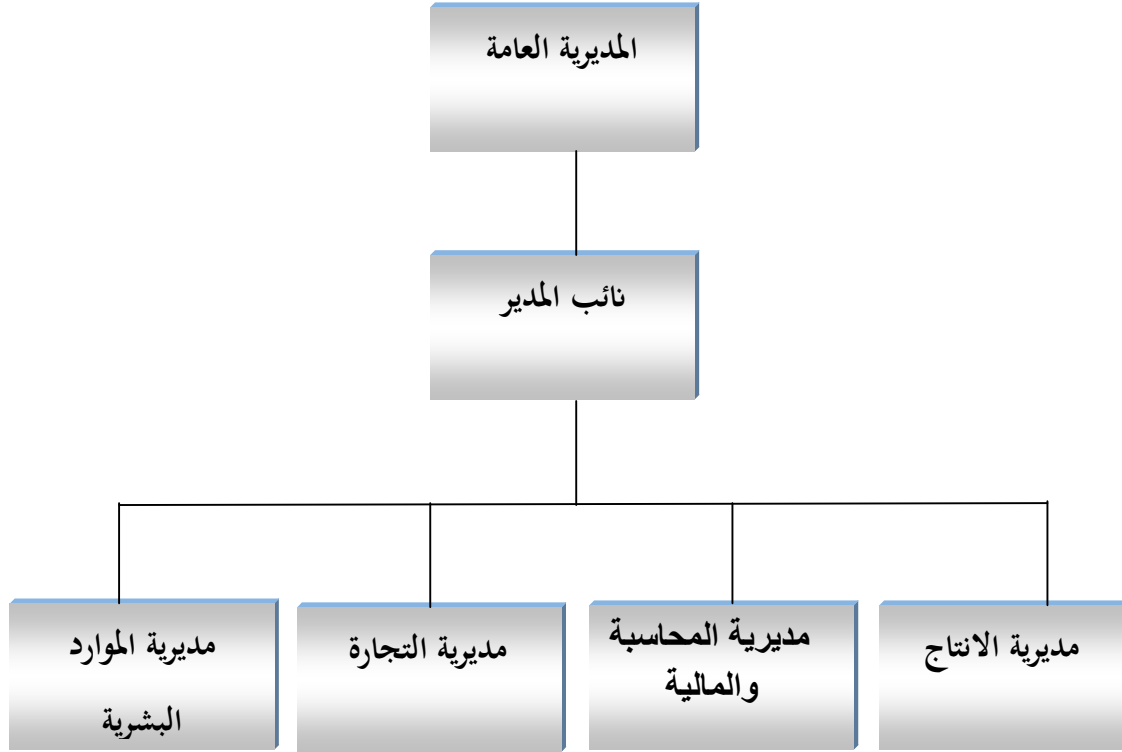 المديرية العامة
نائب المدير
مديرية الانتاج
مديرية المحاسبة
والمالية
مديرية التجارة
مديرية الموارد
البشرية